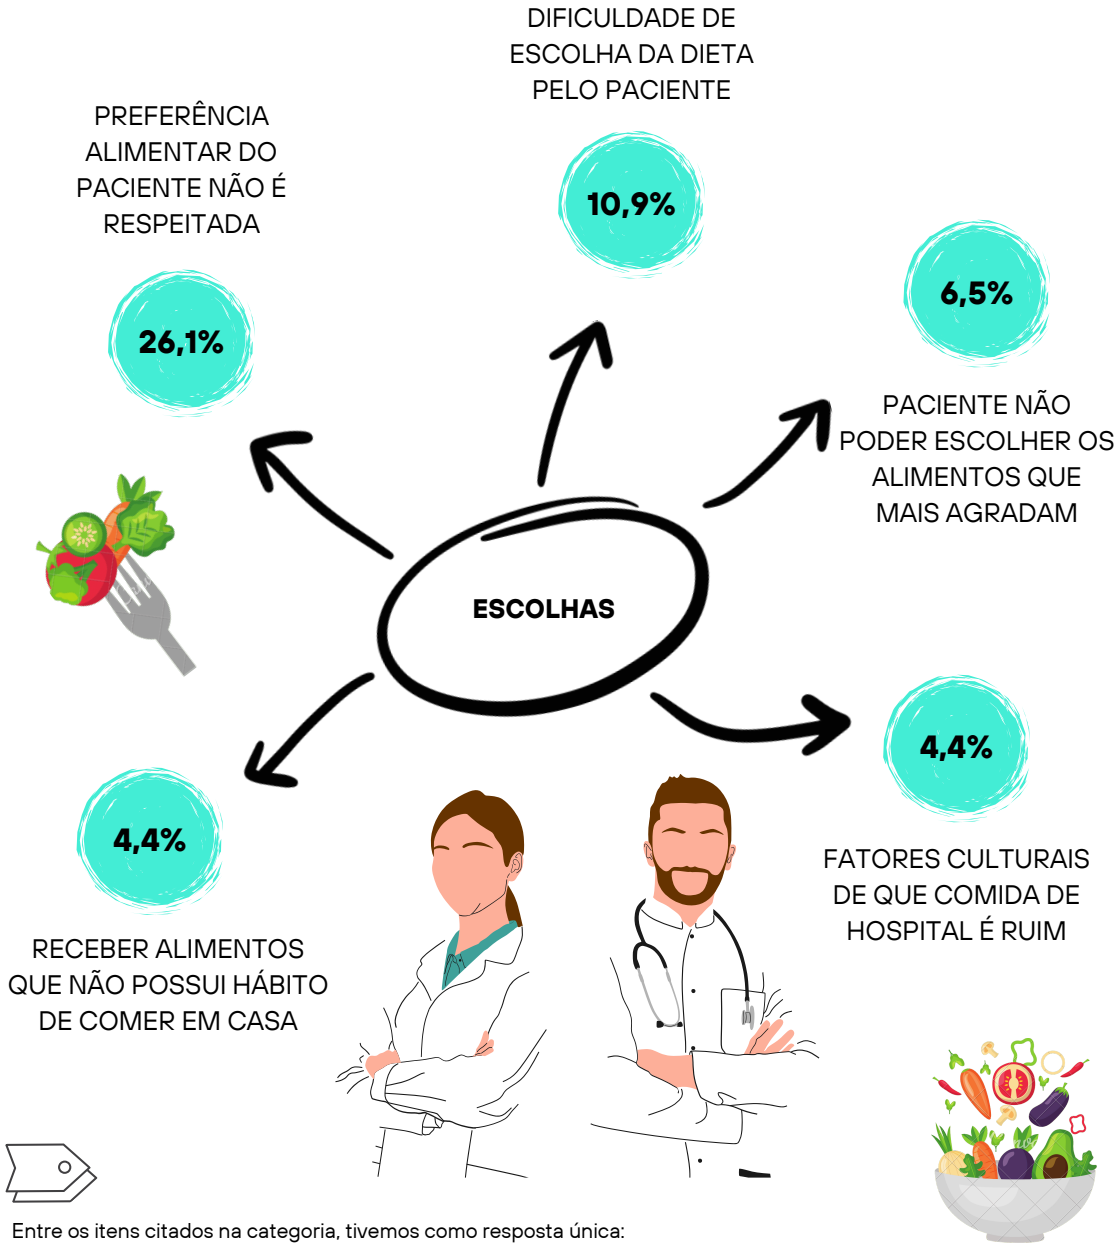 DIFICULDADE DE
ESCOLHA DA DIETA
PELO PACIENTE
10,9%
PREFERÊNCIA
ALIMENTAR DO
PACIENTE NÃO É
RESPEITADA
26,1%
6,5%
PACIENTE NÃO
PODER ESCOLHER OS
ALIMENTOS QUE
MAIS AGRADAM
ESCOLHAS
4,4%
RECEBER ALIMENTOS
QUE NÃO POSSUI HÁBITO
DE COMER EM CASA
4,4%
FATORES CULTURAIS
DE QUE COMIDA DE
HOSPITAL É RUIM
Entre os itens citados na categoria, tivemos como resposta única: